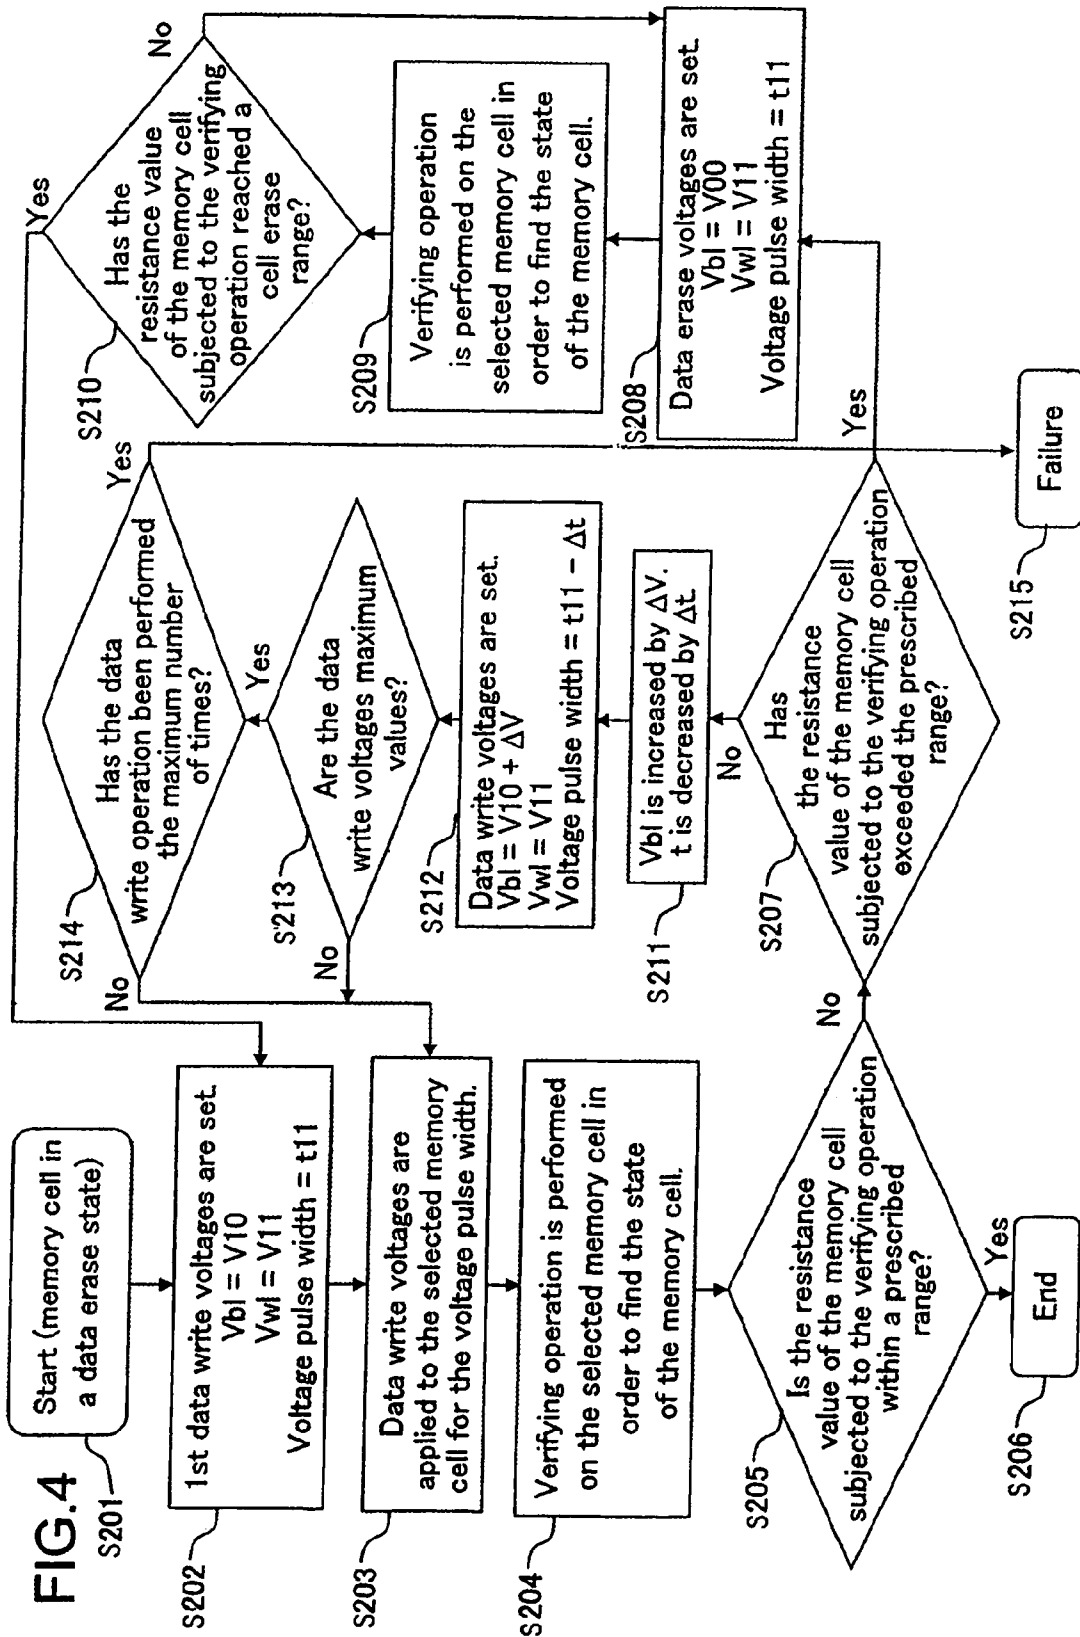 FIG.4
S201
Start (memory cell in
a data erase state)
S202
1st data write voltages are set.
Vbl = V10
Vwl = V11
Voltage pulse width = t11
S203
Data write voltages are
applied to the selected memory
cell for the voltage pulse width.
S204
Verifying operation is performed
on the selected memory cell in
order to find the state
of the memory cell.
S205
Is the resistance
value of the memory cell
subjected to the verifying operation
within a prescribed
range?
Yes
No
S206
End
S207
Has
the resistance
value of the memory cell
subjected to the verifying operation
exceeded the prescribed
range?
No
Yes
S211
Vbl is increased by ΔV.
t is decreased by Δt
S212
Data write voltages are set.
Vbl = V10 + ΔV
Vwl = V11
Voltage pulse width = t11 − Δt
S213
Are the data
write voltages maximum
values?
No
Yes
S214
Has the data
write operation been performed
the maximum number
of times?
No
Yes
S215
Failure
S208
Data erase voltages are set.
Vbl = V00
Vwl = V11
Voltage pulse width = t11
S209
Verifying operation
is performed on the
selected memory cell in
order to find the state
of the memory cell.
S210
Has the
resistance value
of the memory cell
subjected to the verifying
operation reached a
cell erase
range?
Yes
No